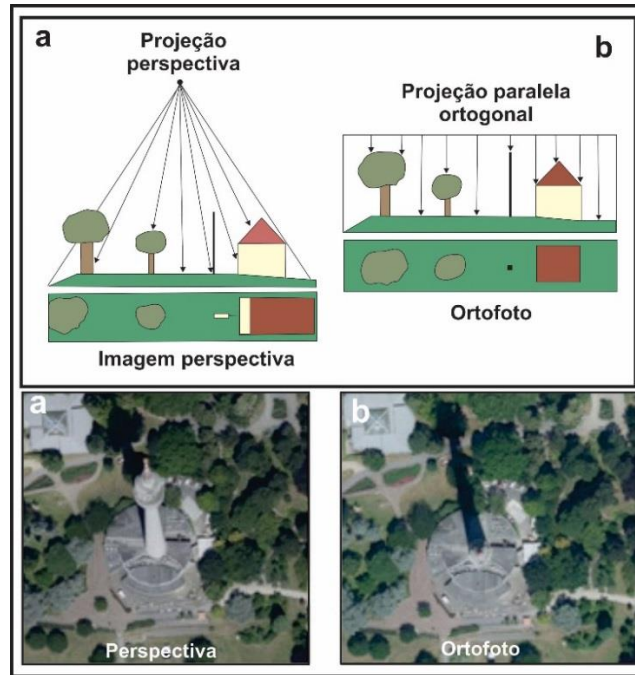 a
Projeção
perspectiva
b
Projeção paralela
ortogonal
Imagem perspectiva
Ortofoto
a
Perspectiva
b
Ortofoto